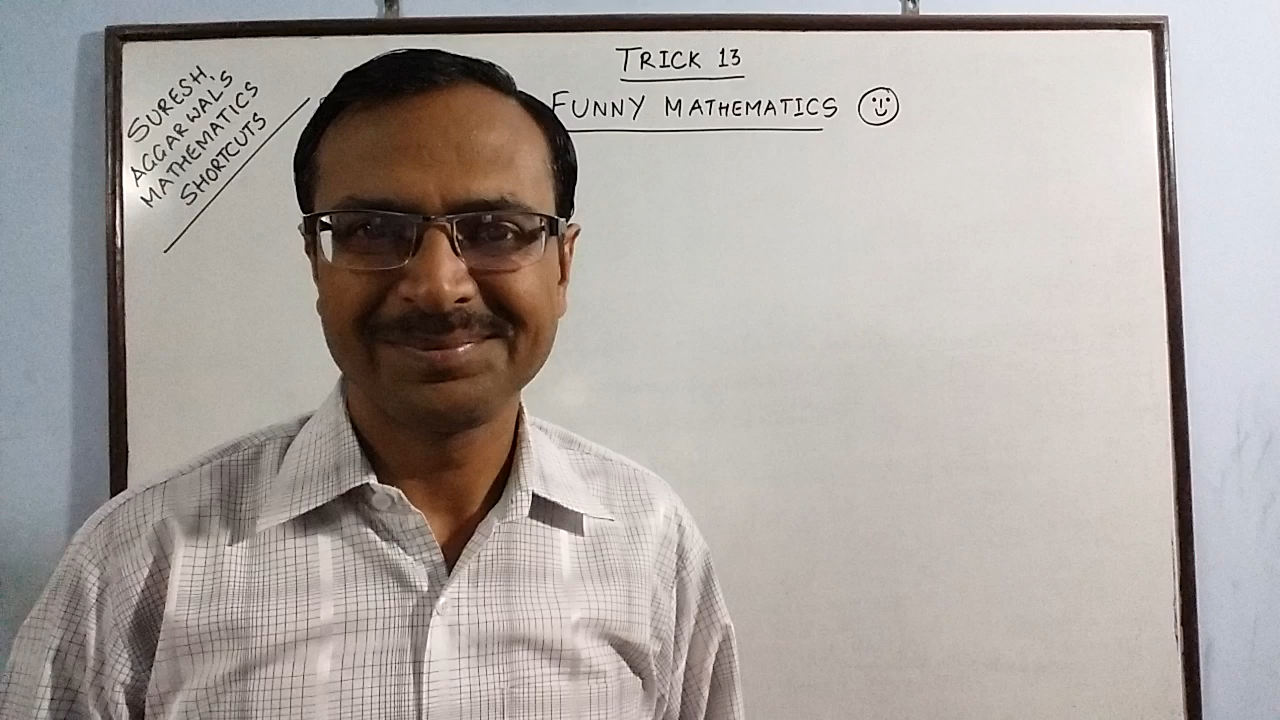 SURESH
AGGARWAL'S
MATHEMATICS
SHORTCUTS
TRICK 13
FUNNY MATHEMATICS